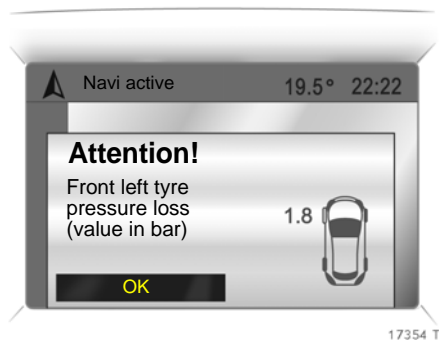 Navi active 19.5° 22:22
Attention!
Front left tyre
pressure loss
(value in bar)
1.8
OK
17354 T